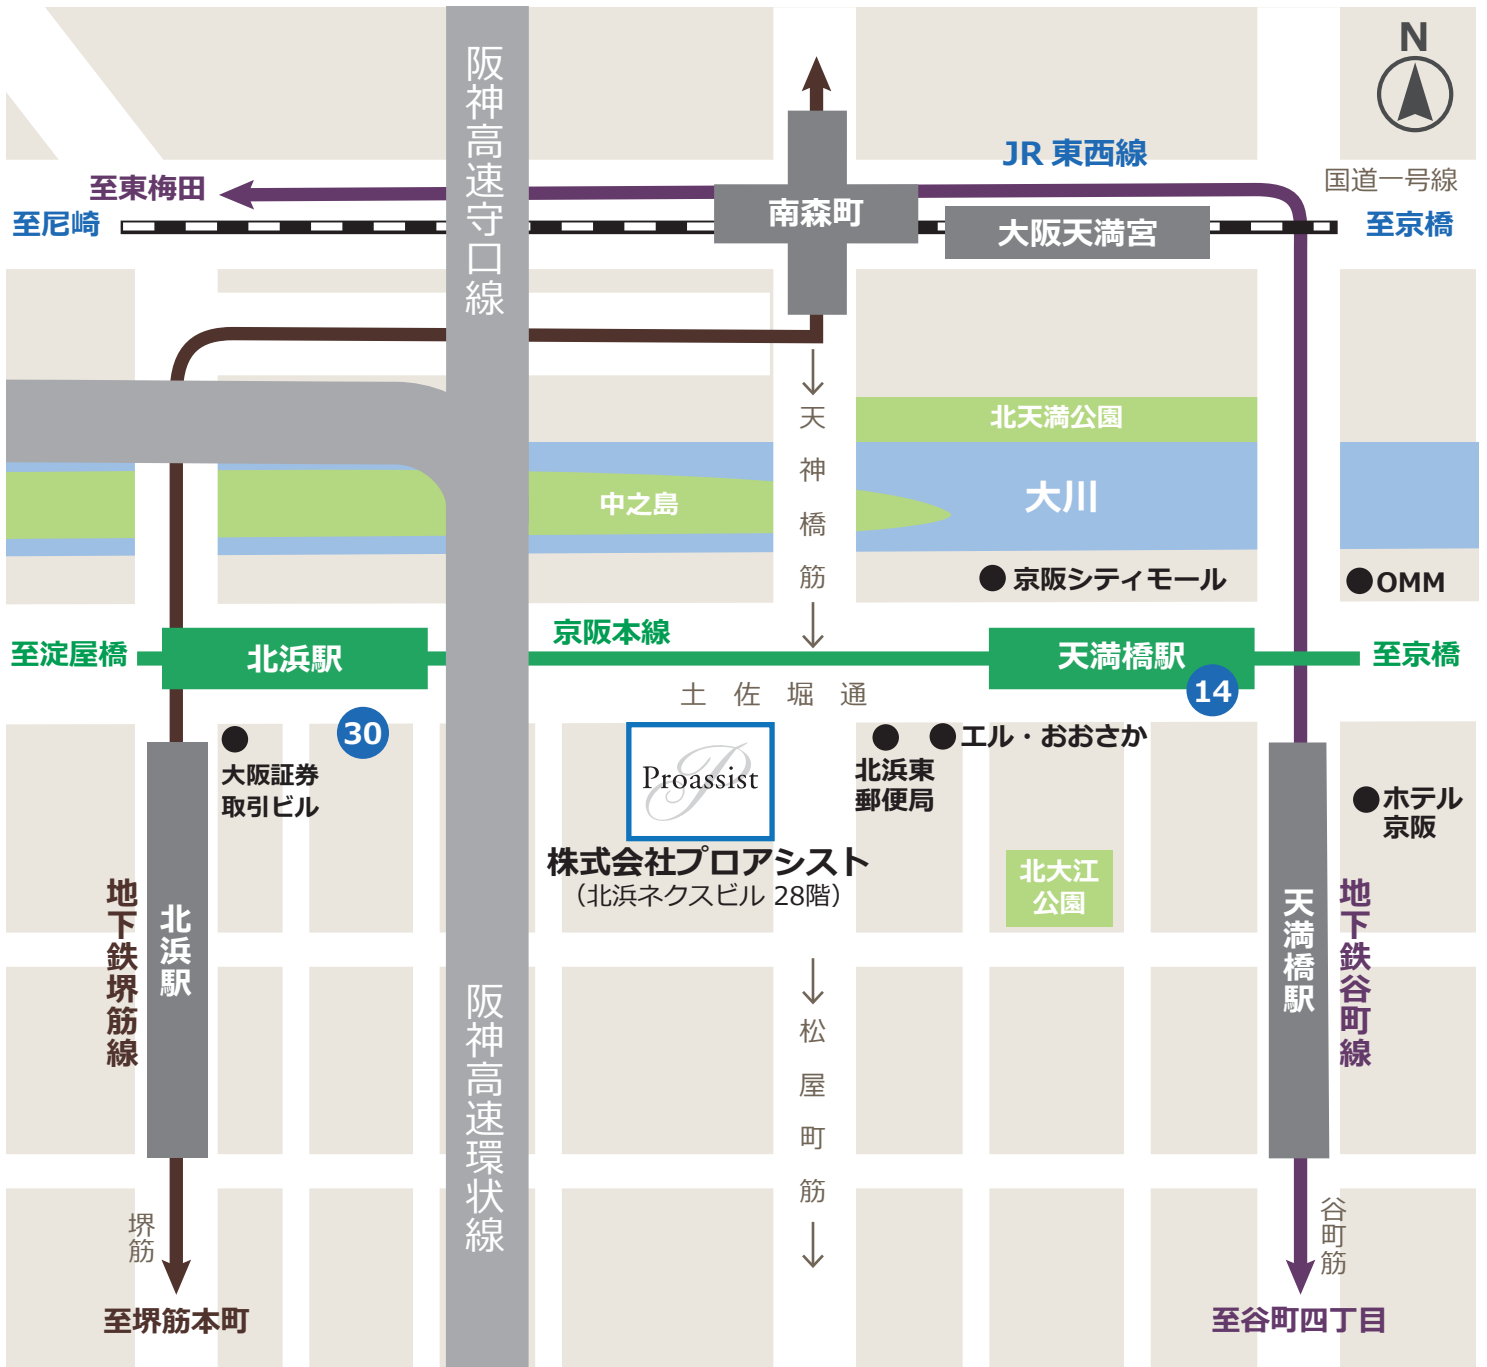 N
阪神高速守口線
JR 東西線
国道一号線
至東梅田
至尼崎
南森町
大阪天満宮
至京橋
天神橋筋
北天満公園
中之島
大川
京阪シティモール
OMM
至淀屋橋
北浜駅
京阪本線
天満橋駅
至京橋
14
土佐堀通
30
大阪証券
取引ビル
P
Proassist
株式会社プロアシスト
（北浜ネクスビル 28階）
北浜東
郵便局
エル・おおさか
ホテル
京阪
北大江
公園
地下鉄堺筋線
北浜駅
天満橋駅
地下鉄谷町線
阪神高速環状線
松屋町筋
堺筋
谷町筋
至堺筋本町
至谷町四丁目